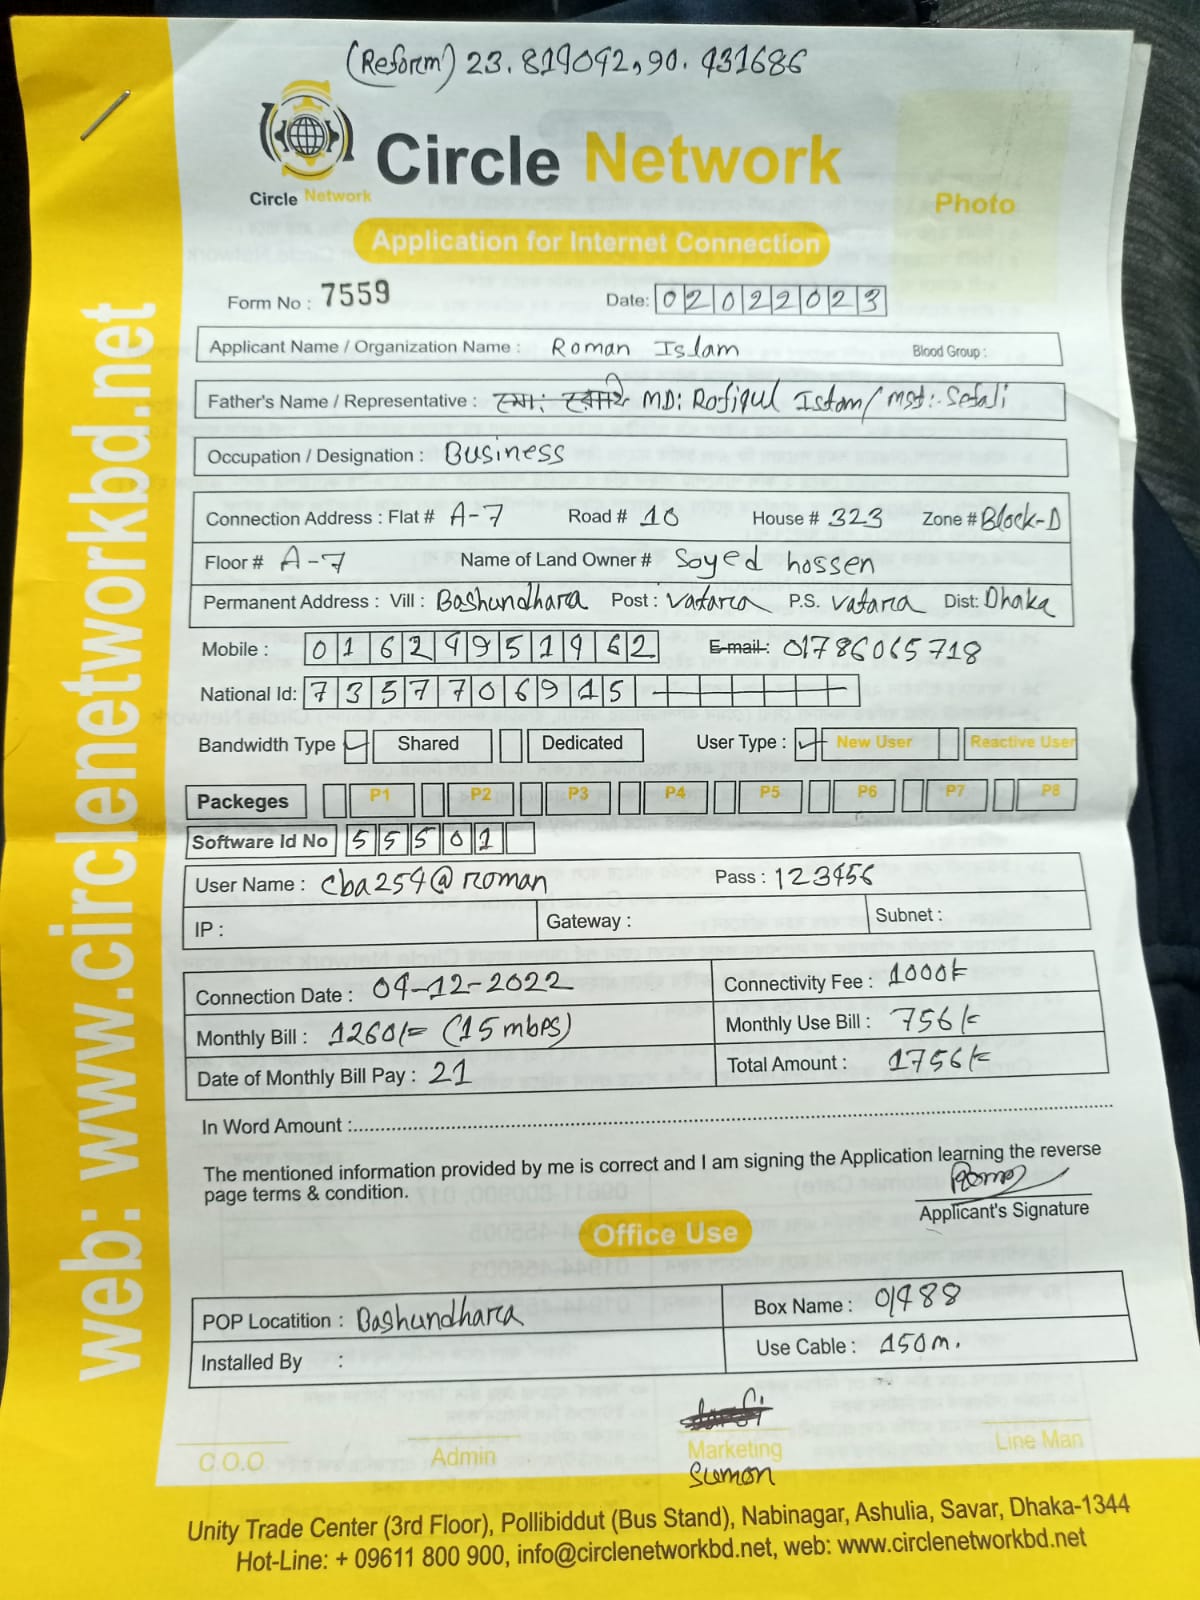 (Reform) 23.819042,90.431686
Circle Network
Circle Network
Photo
Application for Internet Connection
Form No : 7559 Date: 02022023
Applicant Name / Organization Name : Roman Islam Blood Group :
Father's Name / Representative : MD: Rofiqul Islam / mst: Sefali
Occupation / Designation : Business
Connection Address : Flat # A-7 Road # 10 House # 323 Zone # Block-D
Floor # A-7 Name of Land Owner # Soyed hossen
Permanent Address : Vill : Bashundhara Post : vatara P.S. vatara Dist: Dhaka
Mobile : 01629951962 E-mail: 01786065718
National Id: 7357706915
Bandwidth Type Shared Dedicated User Type : New User Reactive User
Packeges P1 P2 P3 P4 P5 P6 P7 P8
Software Id No 55501
User Name : cba254@roman Pass : 123456
IP : Gateway : Subnet :
Connection Date : 04-12-2022 Connectivity Fee : 1000/=
Monthly Bill : 1260/= (15 mbps) Monthly Use Bill : 756/=
Date of Monthly Bill Pay : 21 Total Amount : 1756/=
In Word Amount :
The mentioned information provided by me is correct and I am signing the Application learning the reverse
page terms & condition.
Applicant's Signature
Office Use
POP Locatition : Bashundhara Box Name : 01488
Installed By : Use Cable : 150m.
C.O.O Admin Marketing Line Man
Sumon
Unity Trade Center (3rd Floor), Pollibiddut (Bus Stand), Nabinagar, Ashulia, Savar, Dhaka-1344
Hot-Line: + 09611 800 900, info@circlenetworkbd.net, web: www.circlenetworkbd.net
web: www.circlenetworkbd.net